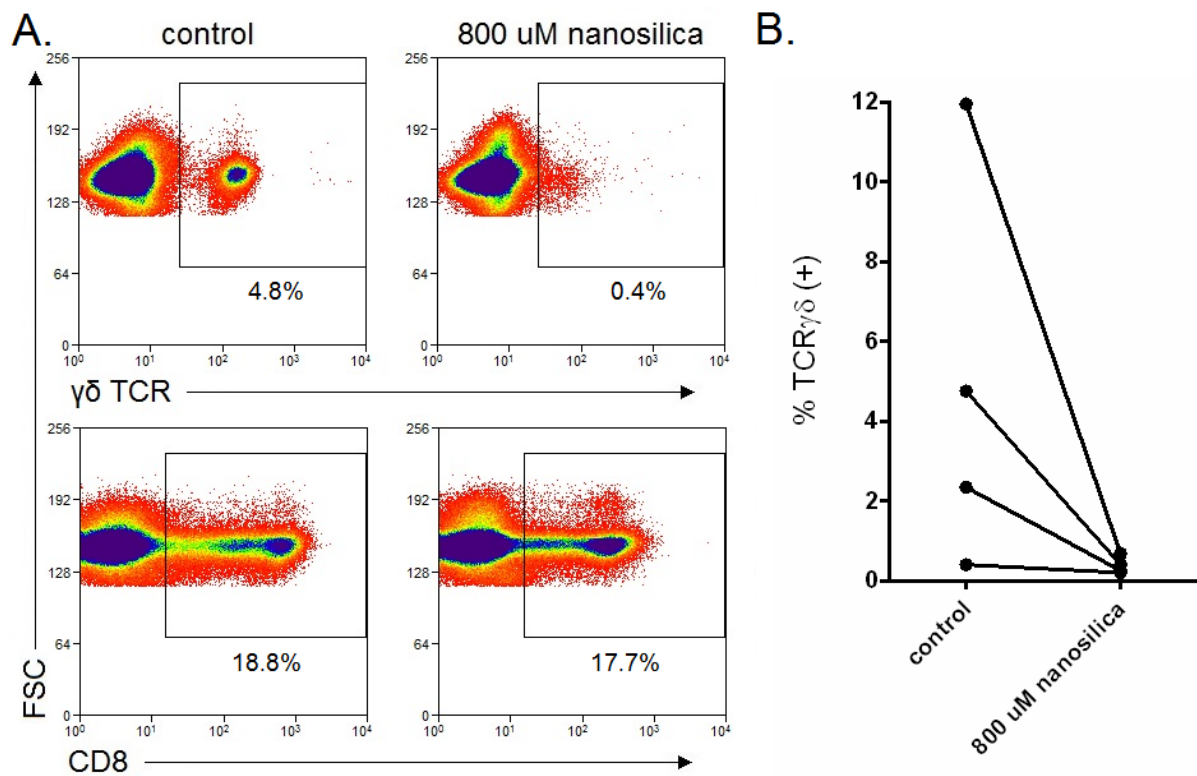 A.
control
800 uM nanosilica
256
192
128
64
0
10⁰ 10¹ 10² 10³ 10⁴
4.8%
256
192
128
64
0
10⁰ 10¹ 10² 10³ 10⁴
0.4%
γδ TCR
256
192
128
64
0
10⁰ 10¹ 10² 10³ 10⁴
18.8%
256
192
128
64
0
10⁰ 10¹ 10² 10³ 10⁴
17.7%
FSC
CD8
B.
% TCRγδ (+)
12
10
8
6
4
2
0
control
800 uM nanosilica